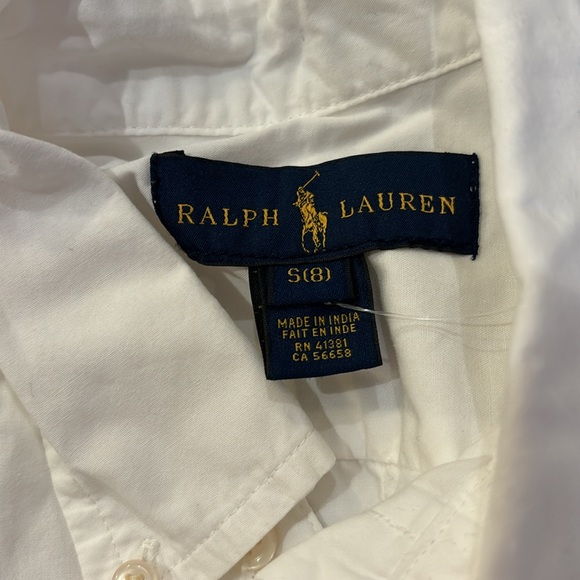 RALPH LAUREN
S(8)
MADE IN INDIA
FAIT EN INDE
RN 41381
CA 56658